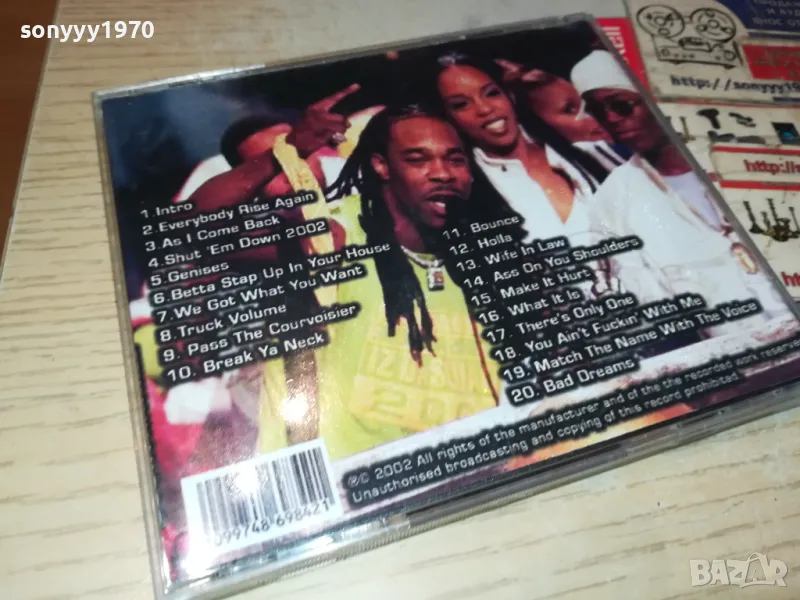 sonyyy1970
1.Intro
2.Everybody Rise Again
3.As I Come Back
4.Shut 'Em Down 2002
5.Genises
6.Betta Stap Up In Your House
7.We Got What You Want
8.Truck Volume
9. Pass The Courvoisier
10. Break Ya Neck
11. Bounce
12. Holla
13. Wife In Law
14. Ass On You Shoulders
15. Make It Hurt
16. What It Is
17. There's Only One
18. You Ain't Fuckin' With Me
19. Match The Name With The Voice
20. Bad Dreams
℗© 2002 All rights of the manufacturer and of the recorded work reserved
Unauthorised broadcasting and copying of this record prohibited.
099748 698421
http://sonyyy19
http://
BAZAR